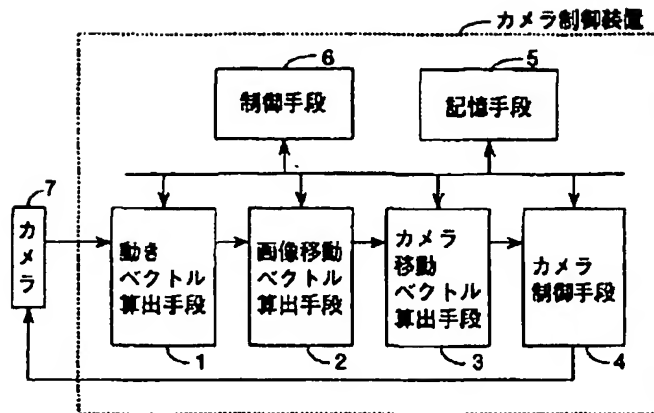 カメラ制御装置
6
制御手段
5
記憶手段
7
カメラ
動き
ベクトル
算出手段
1
画像移動
ベクトル
算出手段
2
カメラ
移動
ベクトル
算出手段
3
カメラ
制御手段
4